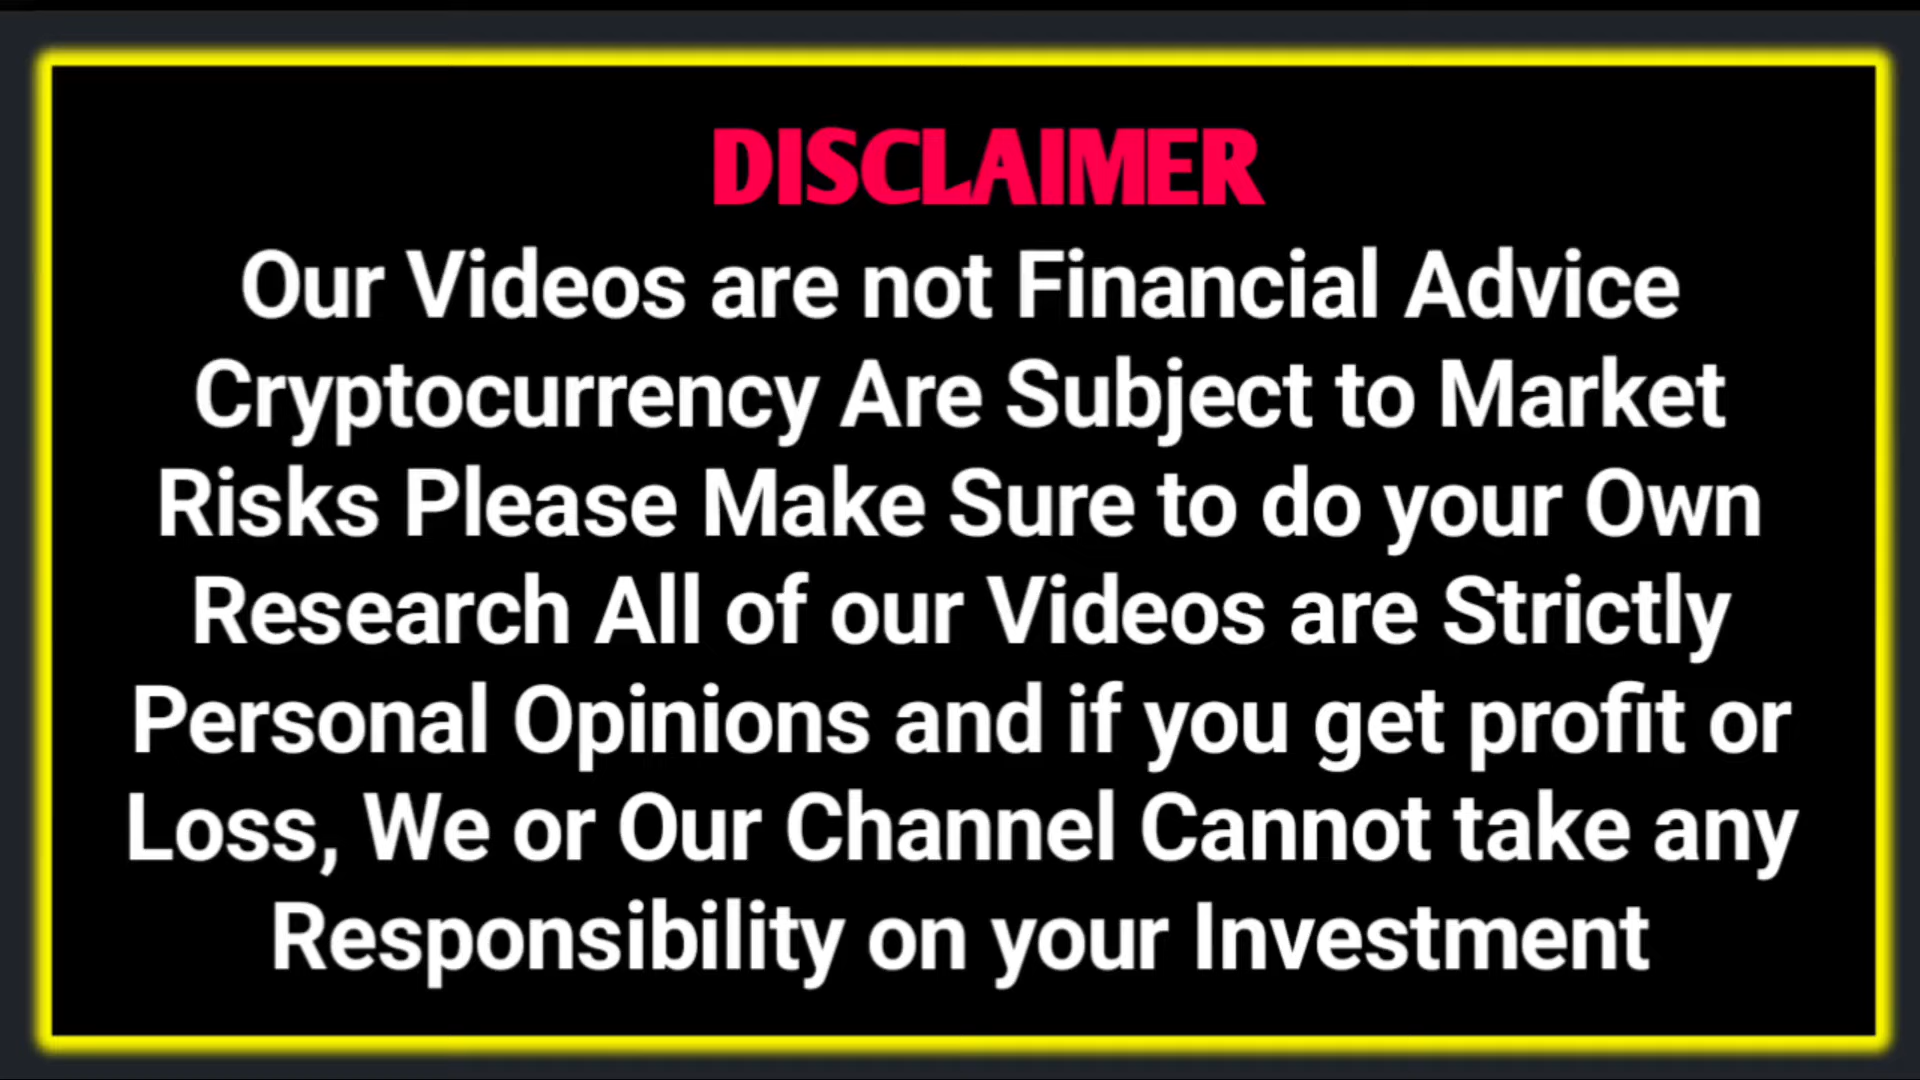 DISCLAIMER
Our Videos are not Financial Advice
Cryptocurrency Are Subject to Market
Risks Please Make Sure to do your Own
Research All of our Videos are Strictly
Personal Opinions and if you get profit or
Loss, We or Our Channel Cannot take any
Responsibility on your Investment